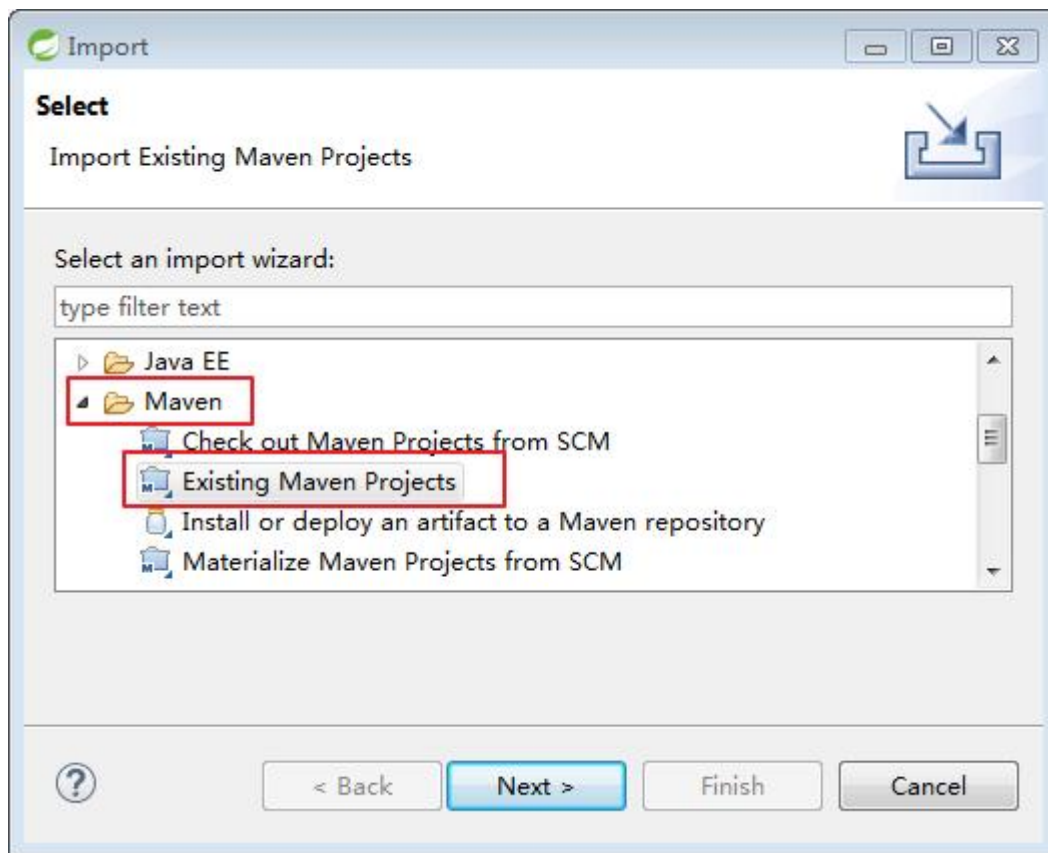 Import
Select
Import Existing Maven Projects
Select an import wizard:
type filter text
Java EE
Maven
Check out Maven Projects from SCM
Existing Maven Projects
Install or deploy an artifact to a Maven repository
Materialize Maven Projects from SCM
? < Back Next > Finish Cancel